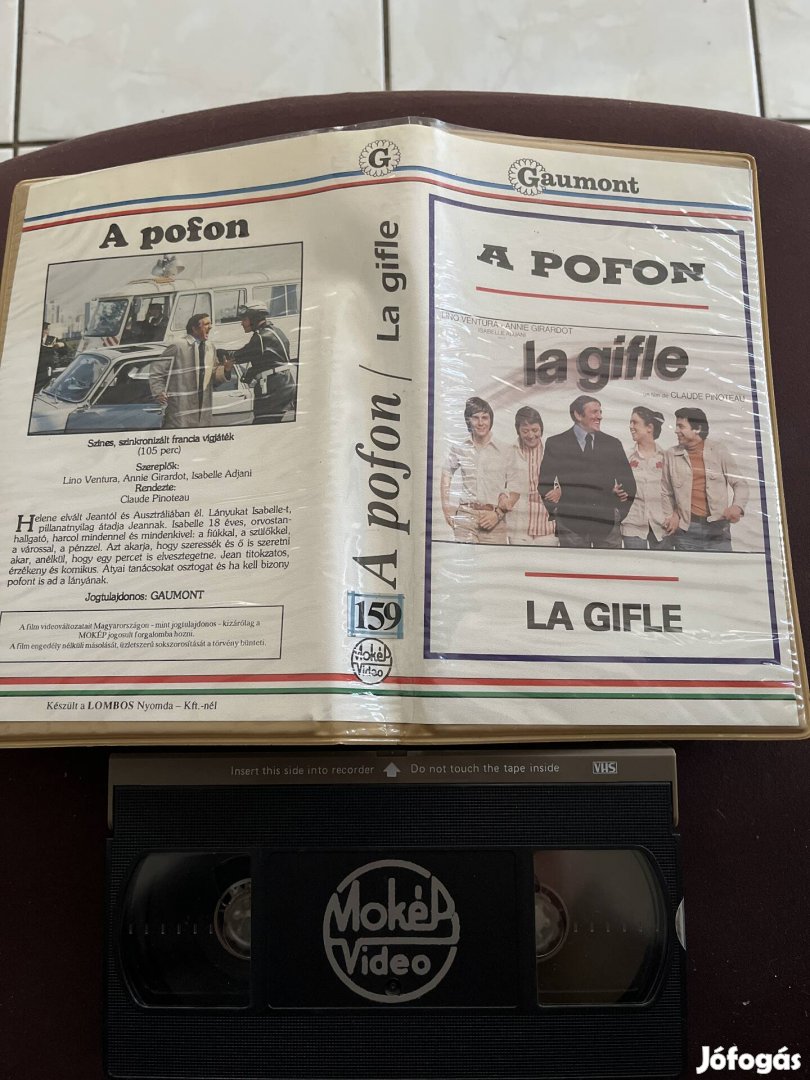 A pofon
Színes, szinkronizált francia vígjáték
(105 perc)
Szereplők:
Lino Ventura, Annie Girardot, Isabelle Adjani
Rendezte:
Claude Pinoteau
Helene elvált Jeantól és Ausztráliában él. Lányukat Isabelle-t,
pillanatnyilag átadja Jeannak. Isabelle 18 éves, orvostan-
hallgató, harcol mindennel és mindenkivel: a fiúkkal, a szülőkkel,
a várossal, a pénzzel. Azt akarja, hogy szeressék és ő is szeretni
akar, anélkül, hogy egy percet is elvesztegetne. Jean titokzatos,
érzékeny és komikus. Atyai tanácsokat osztogat és ha kell bizony
pofont is ad a lányának.
Jogtulajdonos: GAUMONT
A film videováltozatait Magyarországon – mint jogtulajdonos – kizárólag a
MOKÉP jogosult forgalomba hozni.
A film engedély nélküli másolását, üzletszerű sokszorosítását a törvény bünteti.
Készült a LOMBOS Nyomda – Kft.-nél
G
A pofon / La gifle
159
Mokép
Video
Gaumont
A POFON
LINO VENTURA - ANNIE GIRARDOT
ISABELLE ADJANI
la gifle
un film de CLAUDE PINOTEAU
LA GIFLE
Insert this side into recorder Do not touch the tape inside VHS
Mokép
Video
Jófogás